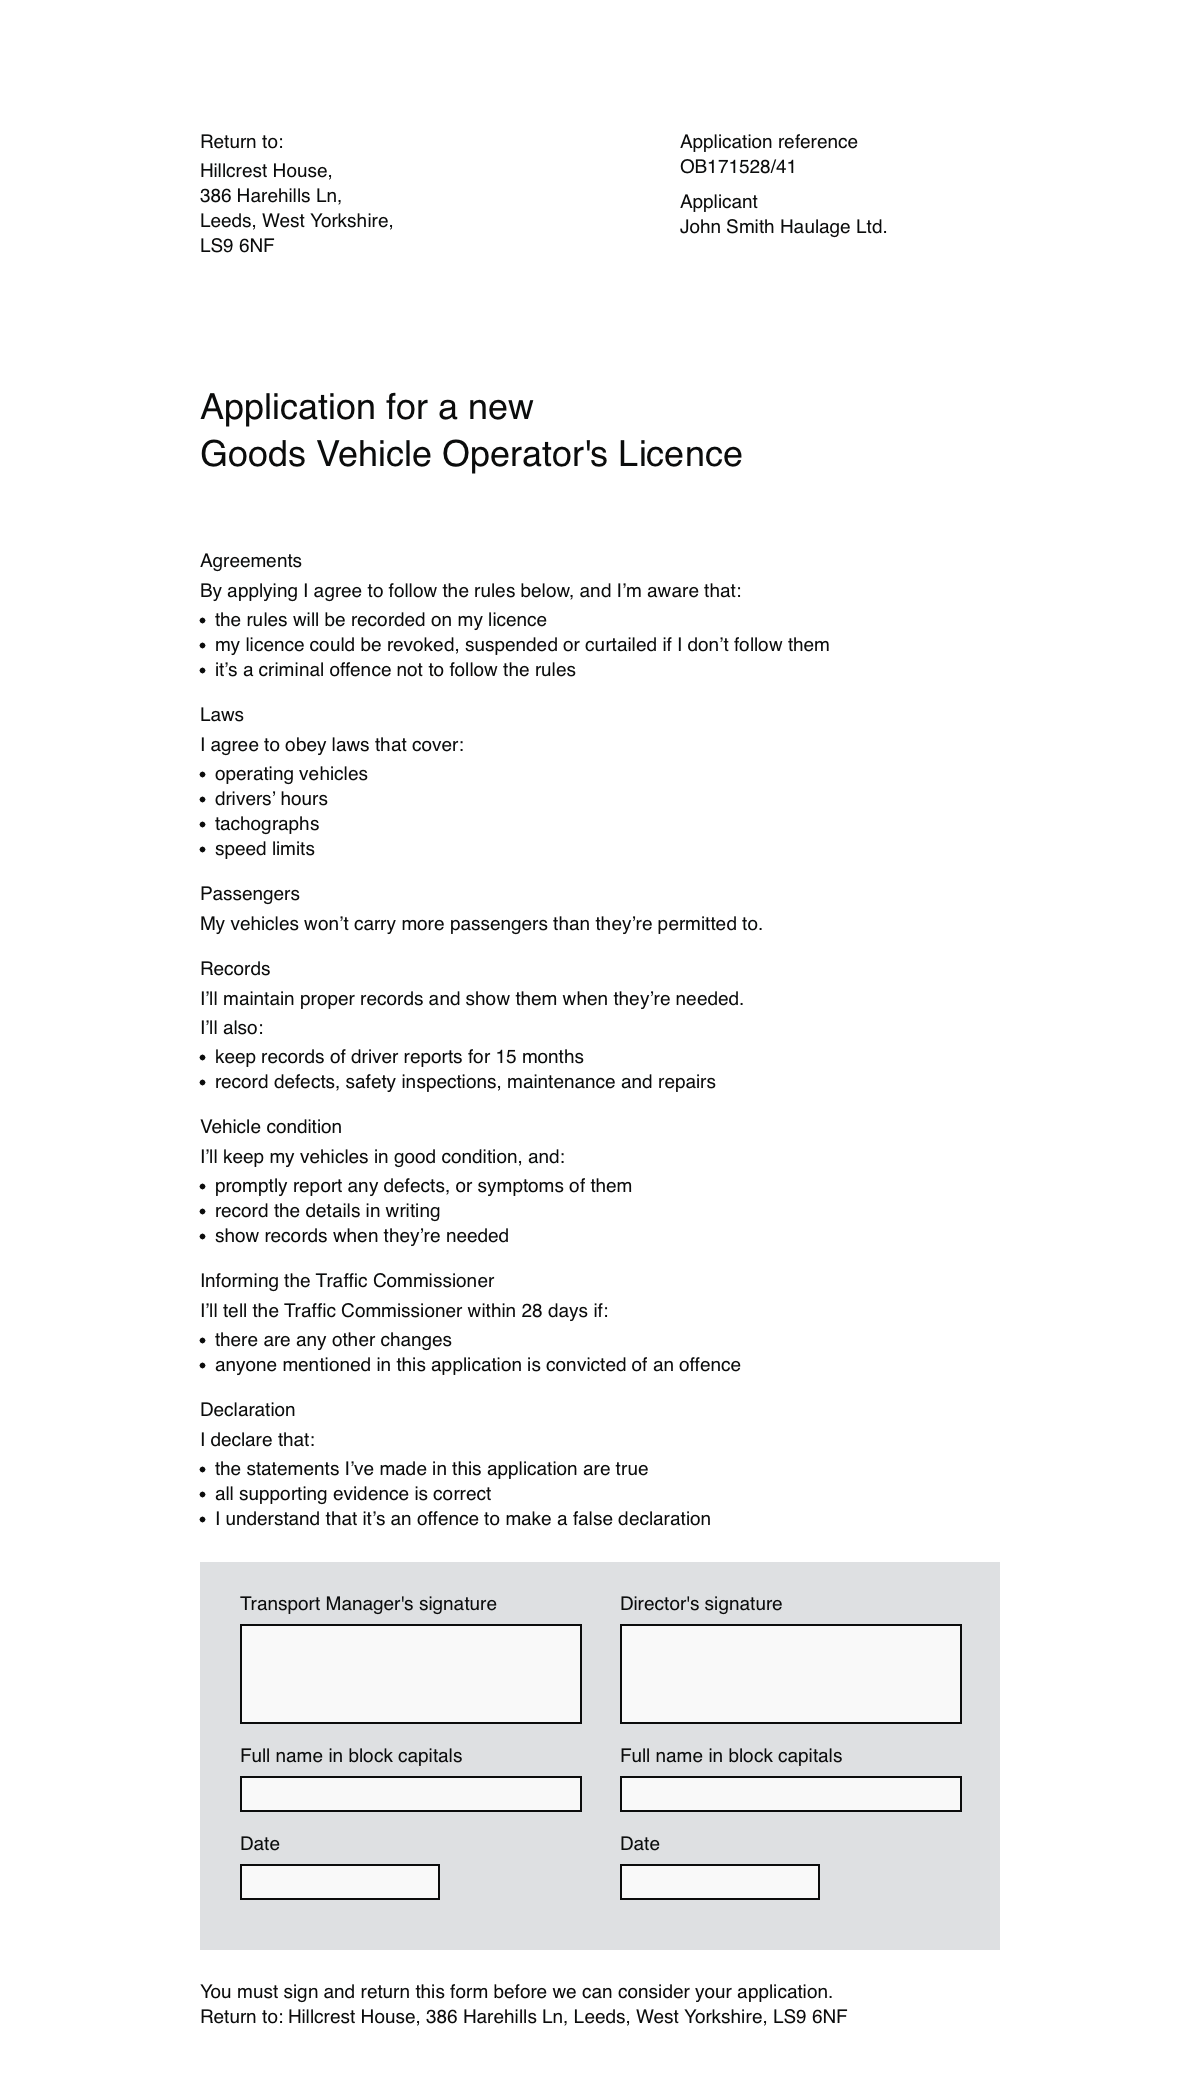 Return to:
Hillcrest House,
386 Harehills Ln,
Leeds, West Yorkshire,
LS9 6NF
Application reference
OB171528/41
Applicant
John Smith Haulage Ltd.
Application for a new
Goods Vehicle Operator's Licence
Agreements
By applying I agree to follow the rules below, and I’m aware that:
• the rules will be recorded on my licence
• my licence could be revoked, suspended or curtailed if I don’t follow them
• it’s a criminal offence not to follow the rules
Laws
I agree to obey laws that cover:
• operating vehicles
• drivers’ hours
• tachographs
• speed limits
Passengers
My vehicles won’t carry more passengers than they’re permitted to.
Records
I’ll maintain proper records and show them when they’re needed.
I’ll also:
• keep records of driver reports for 15 months
• record defects, safety inspections, maintenance and repairs
Vehicle condition
I’ll keep my vehicles in good condition, and:
• promptly report any defects, or symptoms of them
• record the details in writing
• show records when they’re needed
Informing the Traffic Commissioner
I’ll tell the Traffic Commissioner within 28 days if:
• there are any other changes
• anyone mentioned in this application is convicted of an offence
Declaration
I declare that:
• the statements I’ve made in this application are true
• all supporting evidence is correct
• I understand that it’s an offence to make a false declaration
Transport Manager's signature
Director's signature
Full name in block capitals
Full name in block capitals
Date
Date
You must sign and return this form before we can consider your application.
Return to: Hillcrest House, 386 Harehills Ln, Leeds, West Yorkshire, LS9 6NF